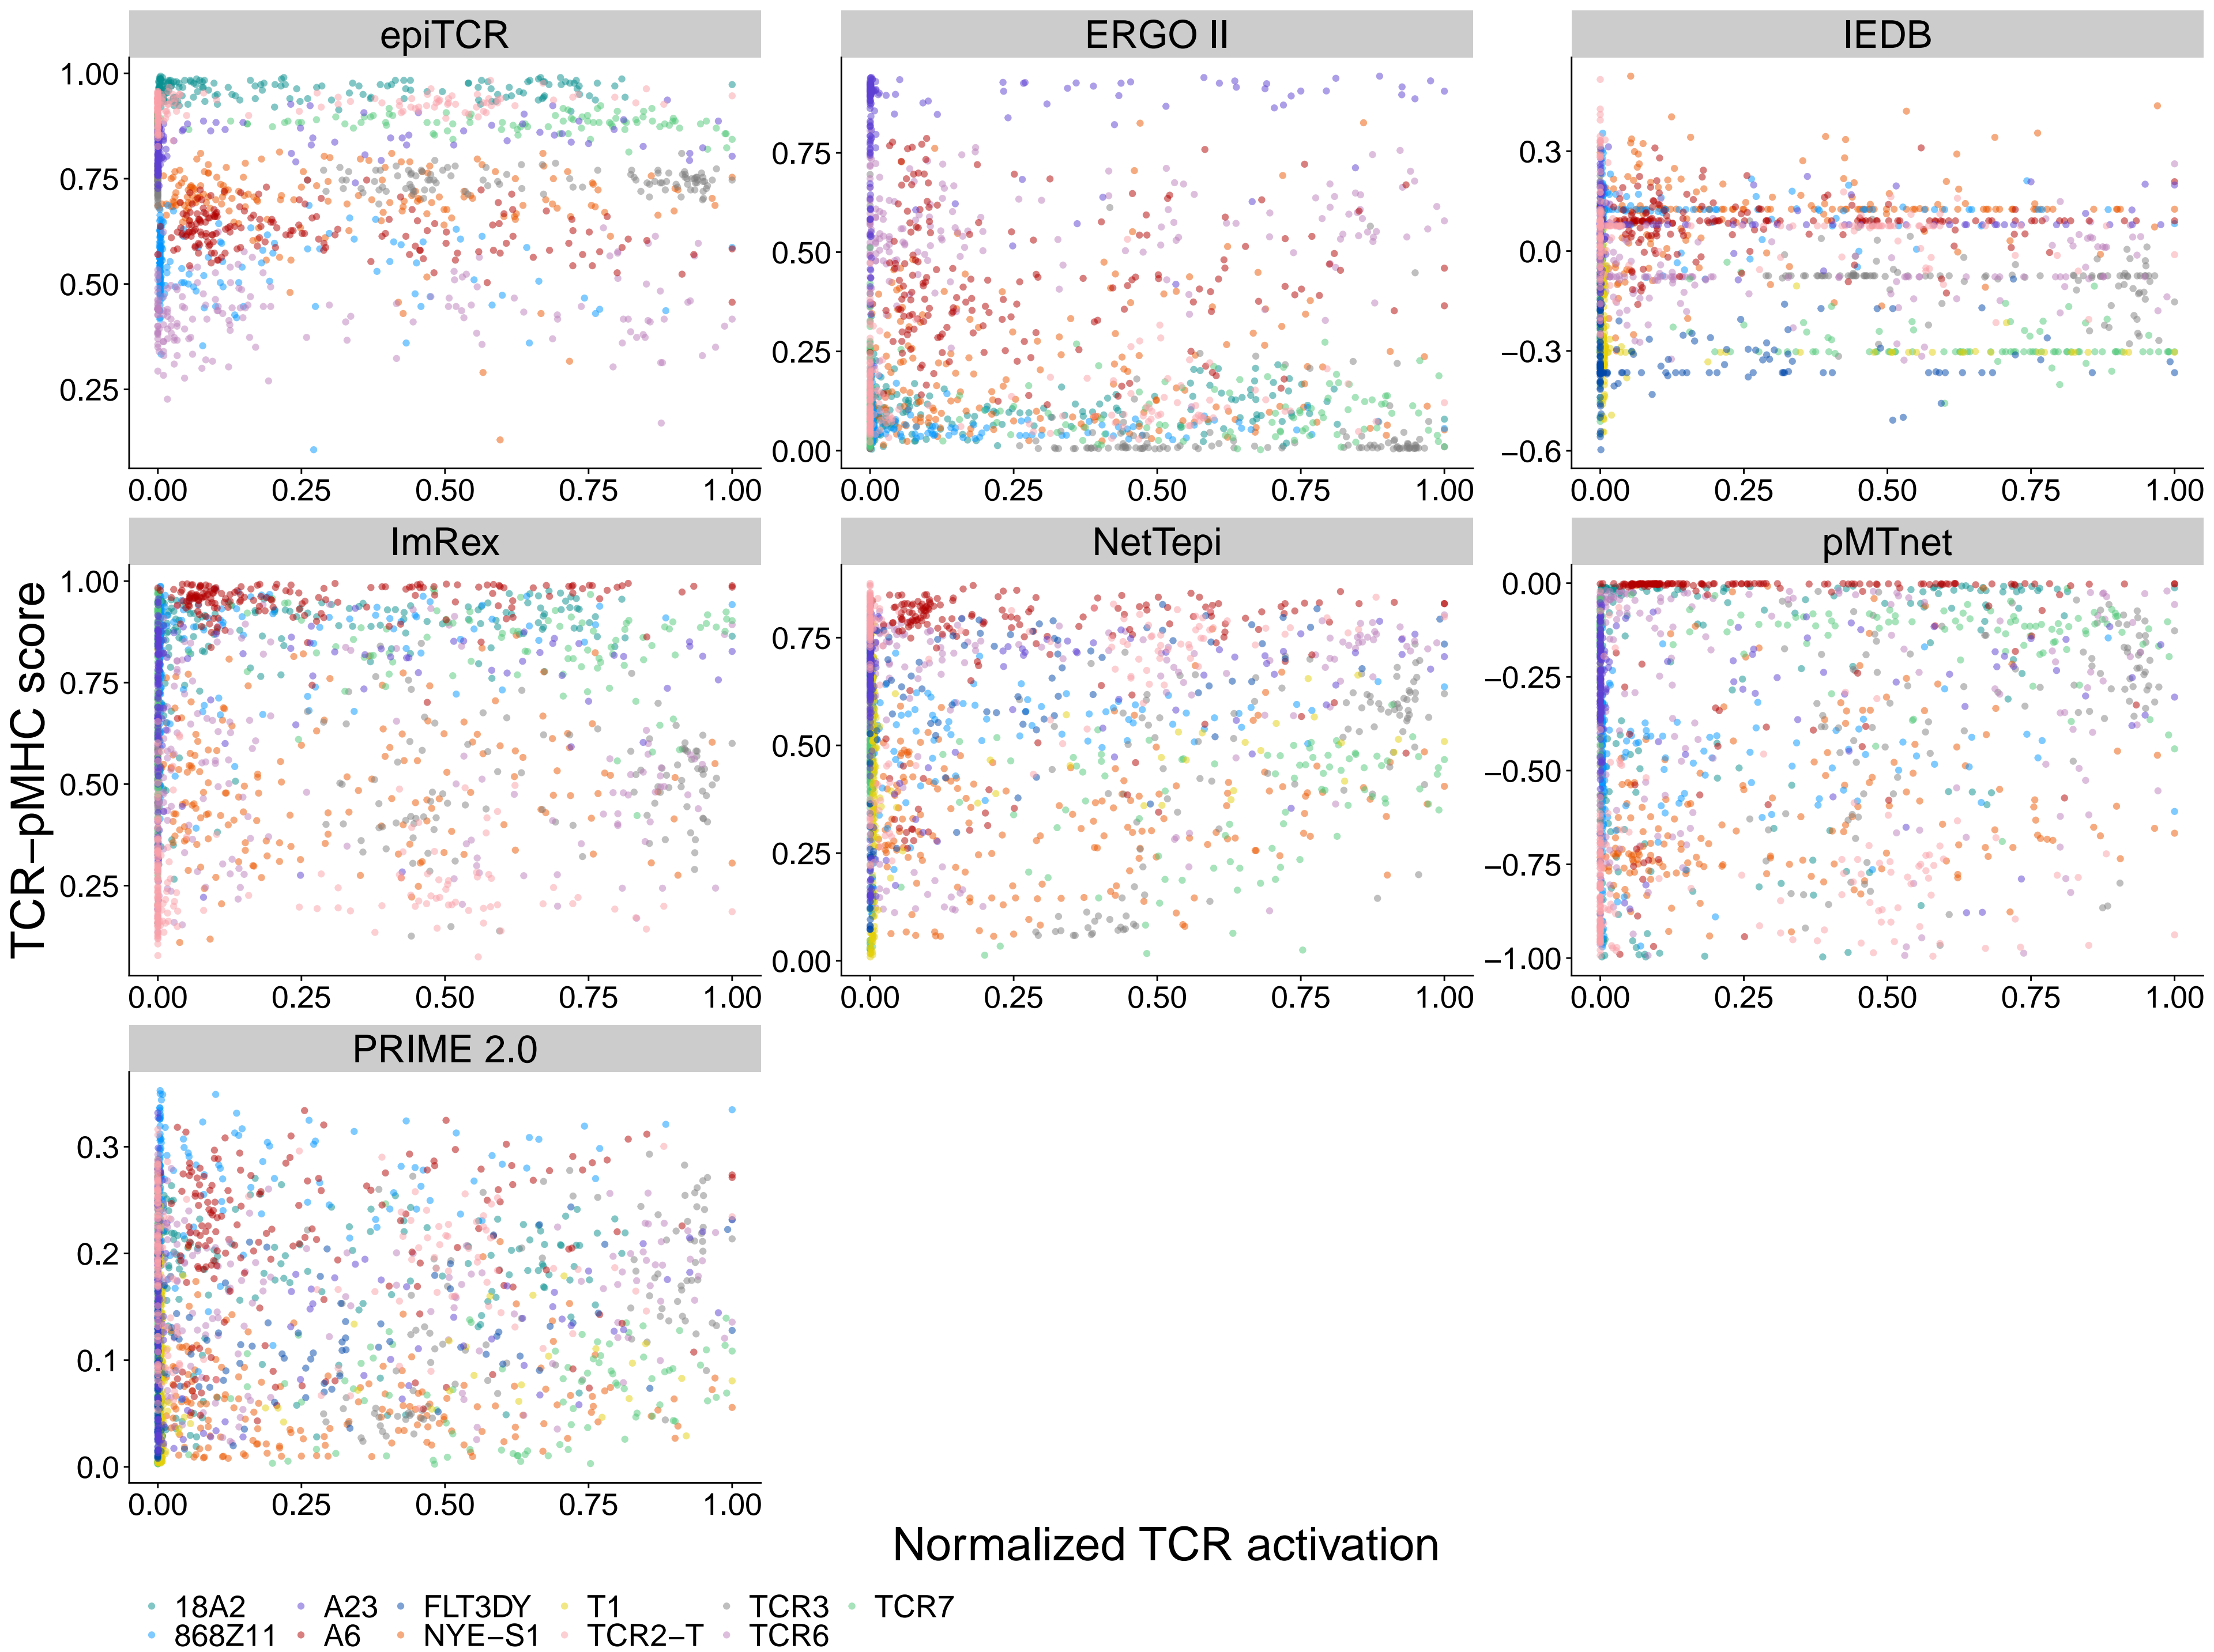 epiTCR
ERGO II
IEDB
1.00
0.75
0.50
0.25
0.75
0.50
0.25
0.00
0.3
0.0
−0.3
−0.6
0.00 0.25 0.50 0.75 1.00
0.00 0.25 0.50 0.75 1.00
0.00 0.25 0.50 0.75 1.00
ImRex
NetTepi
pMTnet
TCR−pMHC score
1.00
0.75
0.50
0.25
0.75
0.50
0.25
0.00
0.00
−0.25
−0.50
−0.75
−1.00
0.00 0.25 0.50 0.75 1.00
0.00 0.25 0.50 0.75 1.00
0.00 0.25 0.50 0.75 1.00
PRIME 2.0
0.3
0.2
0.1
0.0
0.00 0.25 0.50 0.75 1.00
Normalized TCR activation
18A2 A23 FLT3DY T1 TCR3 TCR7
868Z11 A6 NYE−S1 TCR2−T TCR6